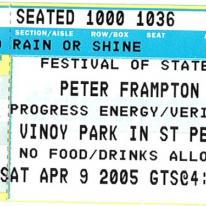 SEATED 1000 1036
SECTION/AISLE ROW/BOX SEAT
RAIN OR SHINE
FESTIVAL OF STATE
PETER FRAMPTON
PROGRESS ENERGY/VERI
VINOY PARK IN ST PE
NO FOOD/DRINKS ALLO
SAT APR 9 2005 GTS@4: